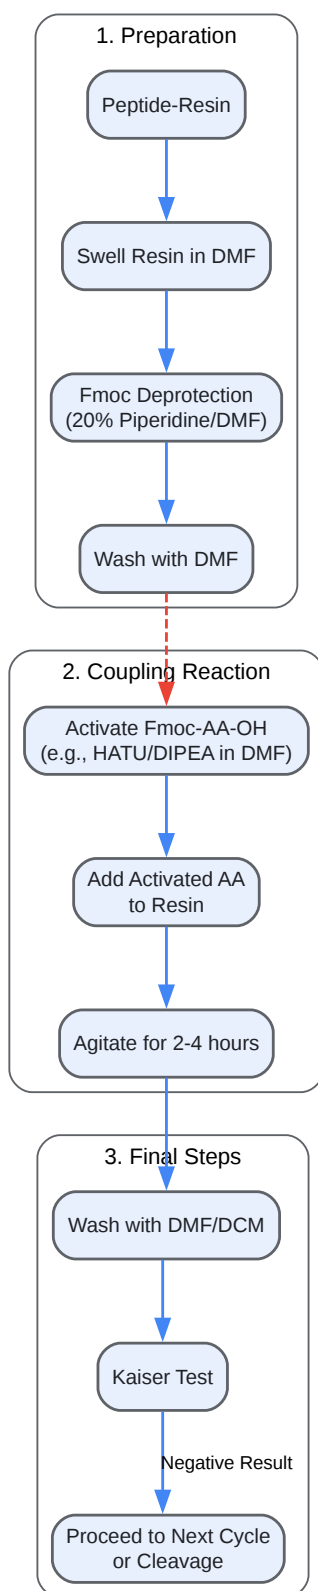 1. Preparation
Peptide-Resin
Swell Resin in DMF
Fmoc Deprotection
(20% Piperidine/DMF)
Wash with DMF
2. Coupling Reaction
Activate Fmoc-AA-OH
(e.g., HATU/DIPEA in DMF)
Add Activated AA
to Resin
Agitate for 2-4 hours
3. Final Steps
Wash with DMF/DCM
Kaiser Test
Negative Result
Proceed to Next Cycle
or Cleavage